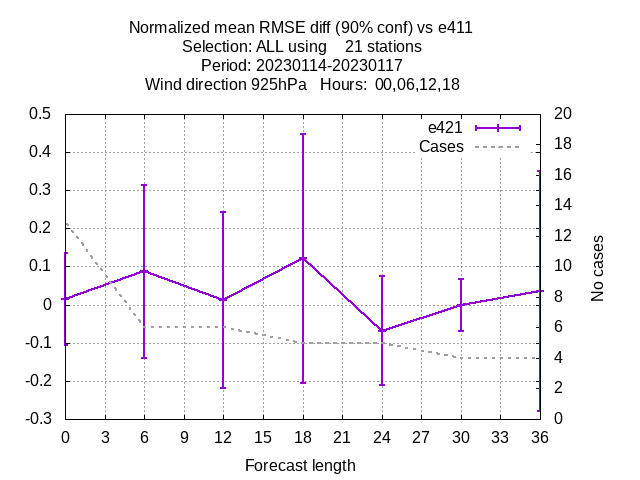 Normalized mean RMSE diff (90% conf) vs e411
Selection: ALL using    21 stations
Period: 20230114-20230117
Wind direction 925hPa   Hours:  00,06,12,18
e421
Cases
0.5
0.4
0.3
0.2
0.1
0
-0.1
-0.2
-0.3
20
18
16
14
12
10
8
6
4
2
0
No cases
0 3 6 9 12 15 18 21 24 27 30 33 36
Forecast length